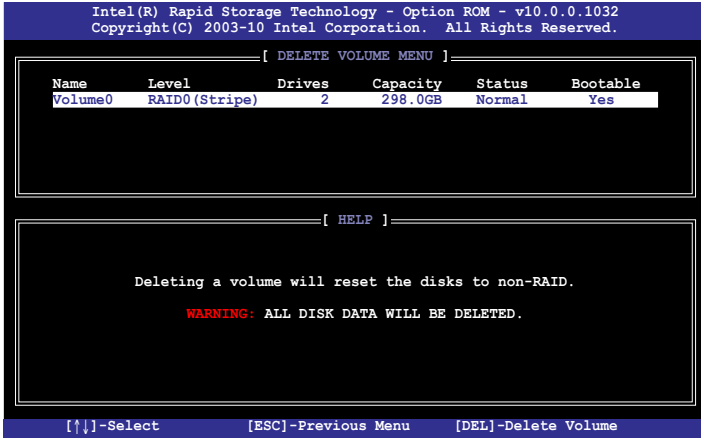 Intel(R) Rapid Storage Technology - Option ROM - v10.0.0.1032
Copyright(C) 2003-10 Intel Corporation.  All Rights Reserved.
[ DELETE VOLUME MENU ]
Name Level Drives Capacity Status Bootable
Volume0 RAID0(Stripe) 2 298.0GB Normal Yes
[ HELP ]
Deleting a volume will reset the disks to non-RAID.
WARNING: ALL DISK DATA WILL BE DELETED.
[↑↓]-Select [ESC]-Previous Menu [DEL]-Delete Volume